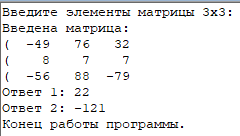 Введите элементы матрицы 3x3:
Введена матрица:
( -49 76 32
( 8 7 7
( -56 88 -79
Ответ 1: 22
Ответ 2: -121
Конец работы программы.